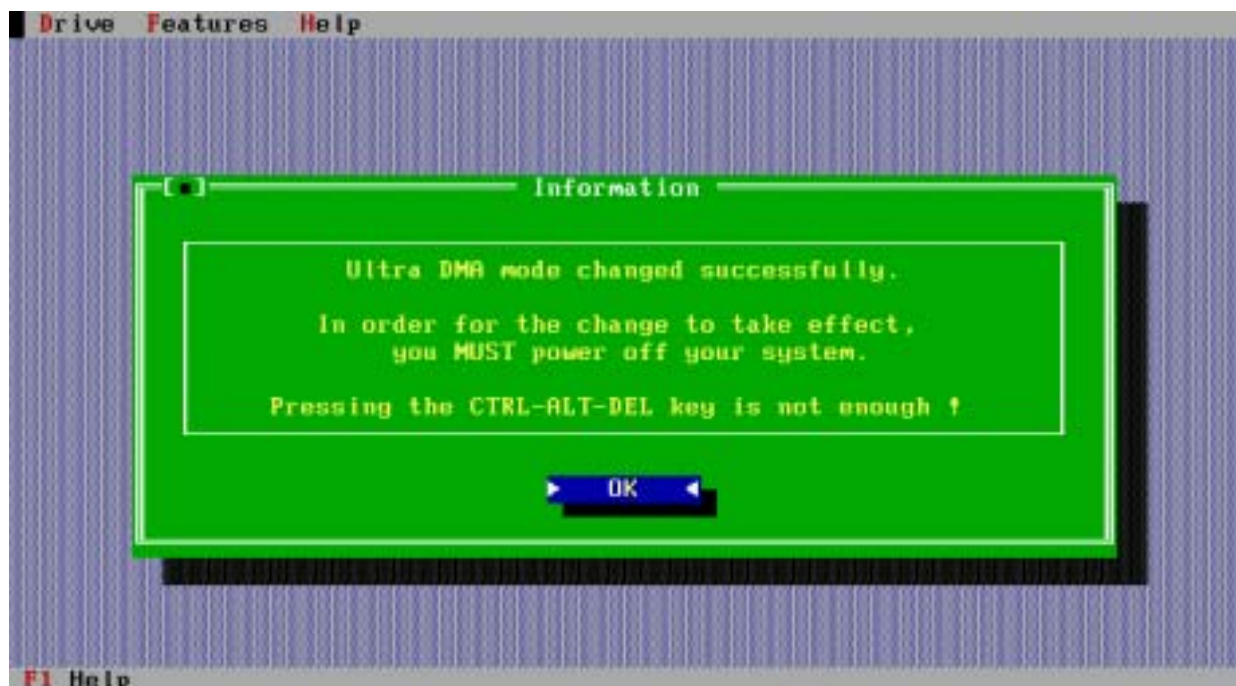 Drive Features Help
Information
Ultra DMA mode changed successfully.
In order for the change to take effect,
you MUST power off your system.
Pressing the CTRL-ALT-DEL key is not enough !
OK
F1 Help